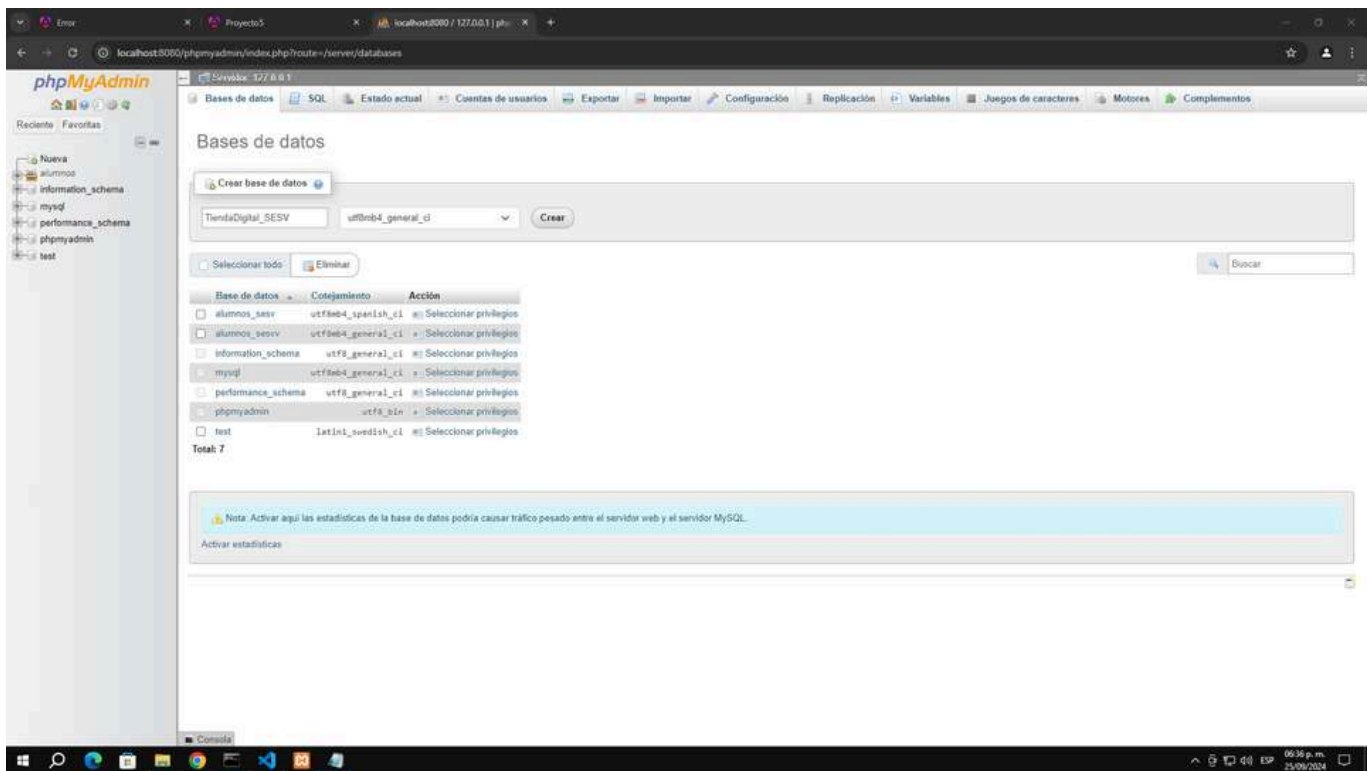 Error
Proyecto5
localhost:8080 / 127.0.0.1 | php
localhost:8080/phpmyadmin/index.php?route=/server/databases
phpMyAdmin
Reciente Favoritas
Nueva
alumnos
information_schema
mysql
performance_schema
phpmyadmin
test
Servidor: 127.0.0.1
Bases de datos SQL Estado actual Cuentas de usuarios Exportar Importar Configuración Replicación Variables Juegos de caracteres Motores Complementos
Bases de datos
Crear base de datos
TiendaDigital_SESV utf8mb4_general_ci Crear
Seleccionar todo Eliminar Buscar
Base de datos Cotejamiento Acción
alumnos_sesv utf8mb4_spanish_ci Seleccionar privilegios
alumnos_sesvv utf8mb4_general_ci Seleccionar privilegios
information_schema utf8_general_ci Seleccionar privilegios
mysql utf8mb4_general_ci Seleccionar privilegios
performance_schema utf8_general_ci Seleccionar privilegios
phpmyadmin utf8_bin Seleccionar privilegios
test latin1_swedish_ci Seleccionar privilegios
Total: 7
Nota: Activar aquí las estadísticas de la base de datos podría causar tráfico pesado entre el servidor web y el servidor MySQL.
Activar estadísticas
Consola
ESP
06:36 p. m.
25/09/2024